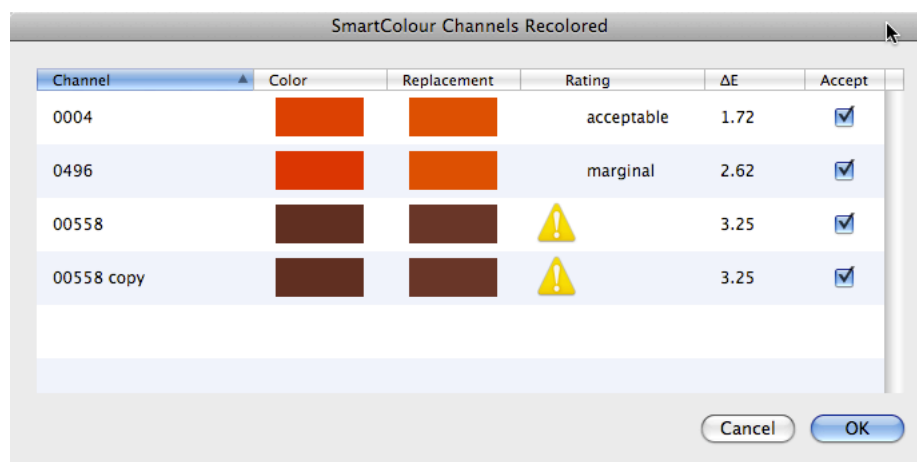 SmartColour Channels Recolored
Channel Color Replacement Rating ΔE Accept
0004 acceptable 1.72
0496 marginal 2.62
00558 3.25
00558 copy 3.25
Cancel OK